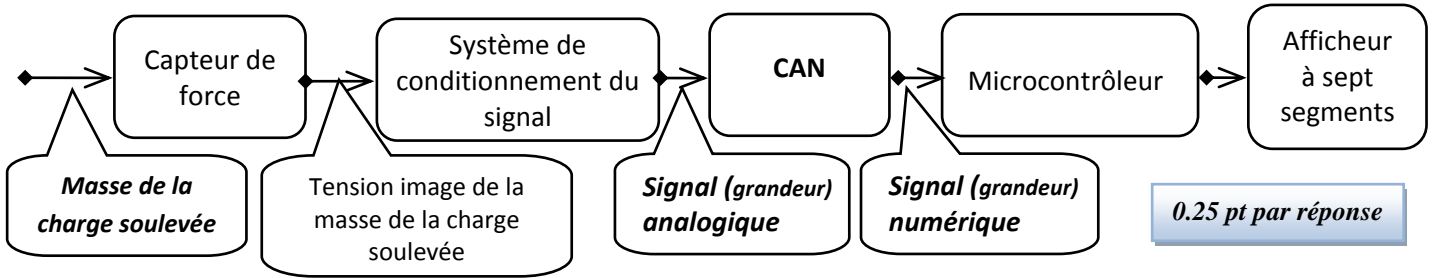 Capteur de
force
Système de
conditionnement du
signal
CAN
Microcontrôleur
Afficheur
à sept
segments
Masse de la
charge soulevée
Tension image de la
masse de la charge
soulevée
Signal (grandeur)
analogique
Signal (grandeur)
numérique
0.25 pt par réponse